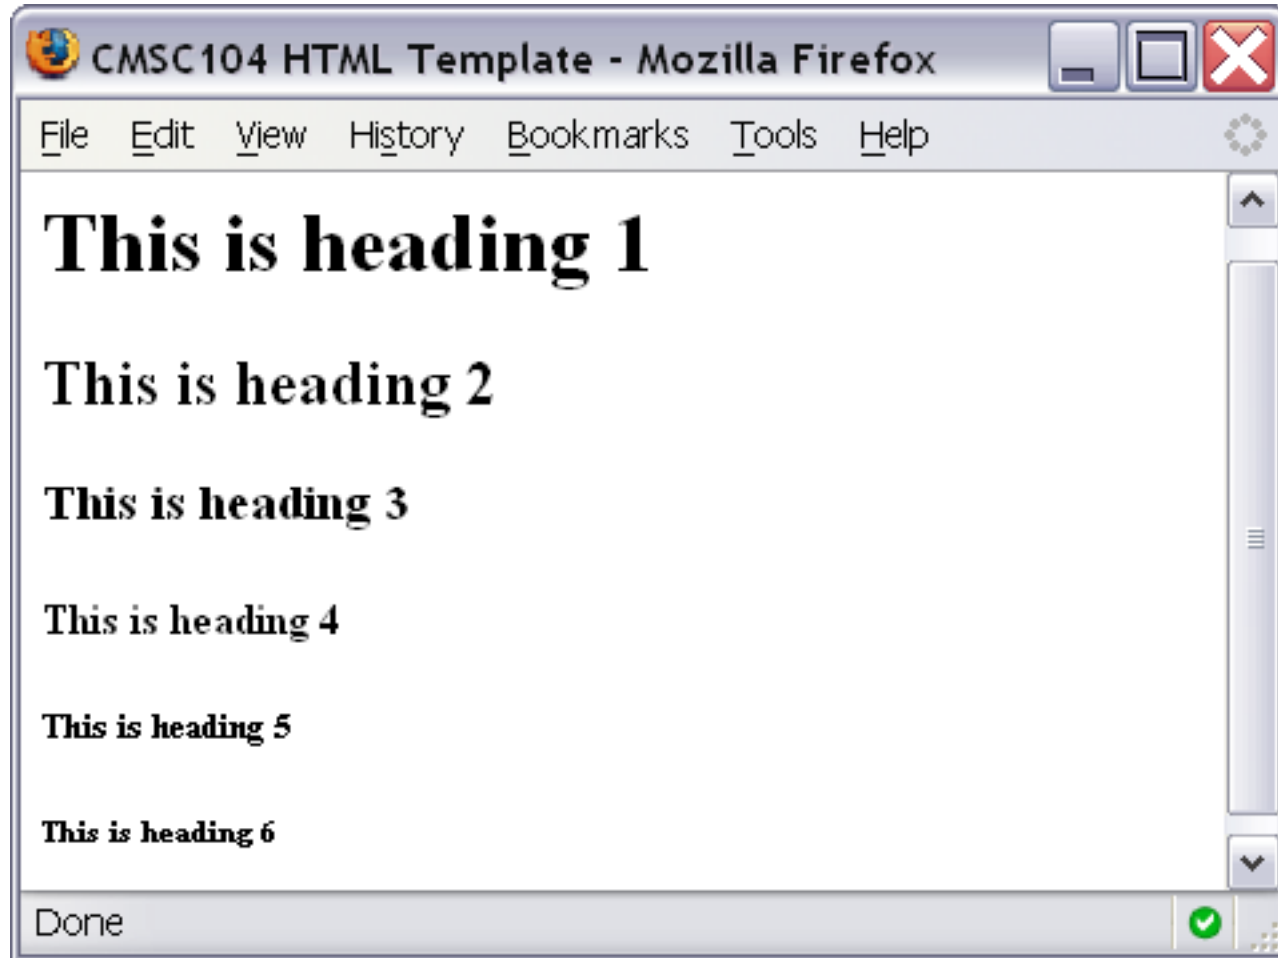 CMSC104 HTML Template - Mozilla Firefox
File Edit View History Bookmarks Tools Help
This is heading 1
This is heading 2
This is heading 3
This is heading 4
This is heading 5
This is heading 6
Done